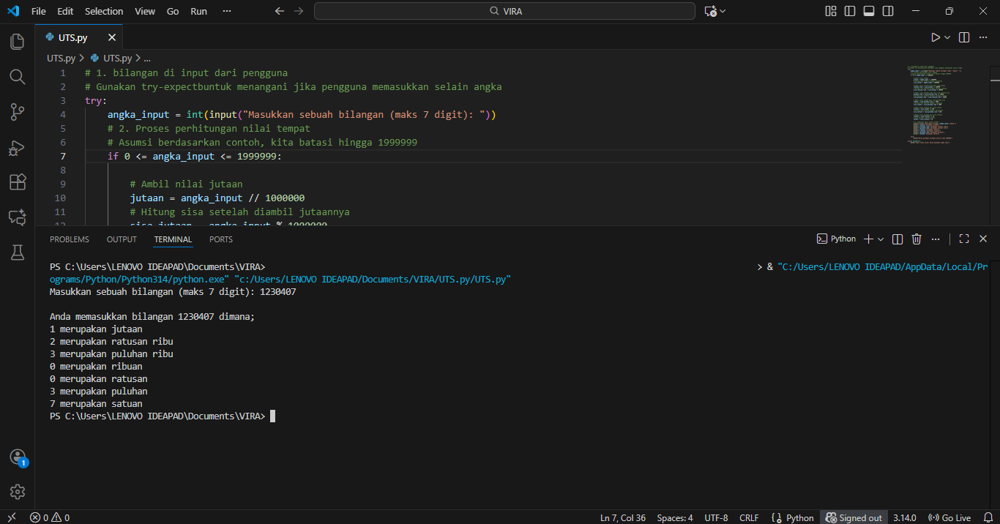 File Edit Selection View Go Run ··· VIRA
UTS.py
UTS.py > UTS.py > ...
1 # 1. bilangan di input dari pengguna
2 # Gunakan try-expectbuntuk menangani jika pengguna memasukkan selain angka
3 try:
4 angka_input = int(input("Masukkan sebuah bilangan (maks 7 digit): "))
5 # 2. Proses perhitungan nilai tempat
6 # Asumsi berdasarkan contoh, kita batasi hingga 1999999
7 if 0 <= angka_input <= 1999999:
8
9 # Ambil nilai jutaan
10 jutaan = angka_input // 1000000
11 # Hitung sisa setelah diambil jutaannya
12 sisa_jutaan = angka_input % 1000000
PROBLEMS OUTPUT TERMINAL PORTS Python
PS C:\Users\LENOVO IDEAPAD\Documents\VIRA> > & "C:/Users/LENOVO IDEAPAD/AppData/Local/Pr
ograms/Python/Python314/python.exe" "c:/Users/LENOVO IDEAPAD/Documents/VIRA/UTS.py/UTS.py"
Masukkan sebuah bilangan (maks 7 digit): 1230407
Anda memasukkan bilangan 1230407 dimana;
1 merupakan jutaan
2 merupakan ratusan ribu
3 merupakan puluhan ribu
0 merupakan ribuan
0 merupakan ratusan
3 merupakan puluhan
7 merupakan satuan
PS C:\Users\LENOVO IDEAPAD\Documents\VIRA>
1
0 0 Ln 7, Col 36 Spaces: 4 UTF-8 CRLF {} Python Signed out 3.14.0 Go Live